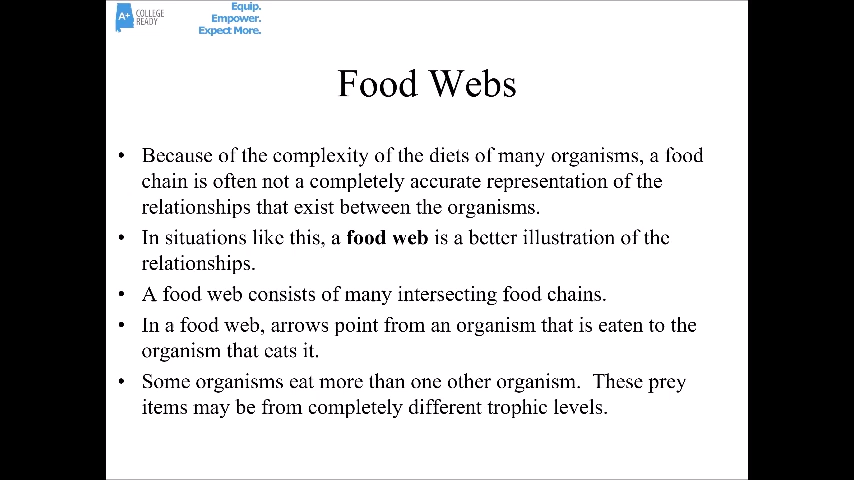 A+ COLLEGE
READY
Equip.
Empower.
Expect More.
Food Webs
• Because of the complexity of the diets of many organisms, a food
chain is often not a completely accurate representation of the
relationships that exist between the organisms.
• In situations like this, a food web is a better illustration of the
relationships.
• A food web consists of many intersecting food chains.
• In a food web, arrows point from an organism that is eaten to the
organism that eats it.
• Some organisms eat more than one other organism.  These prey
items may be from completely different trophic levels.